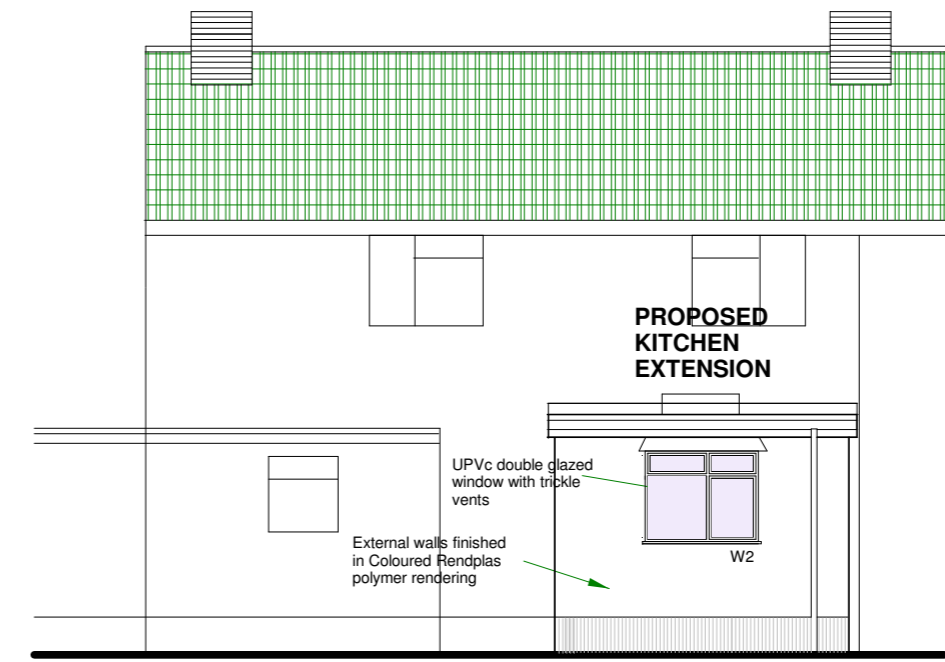 PROPOSED
KITCHEN
EXTENSION
UPVc double glazed
window with trickle
vents
External walls finished
in Coloured Rendplas
polymer rendering
W2